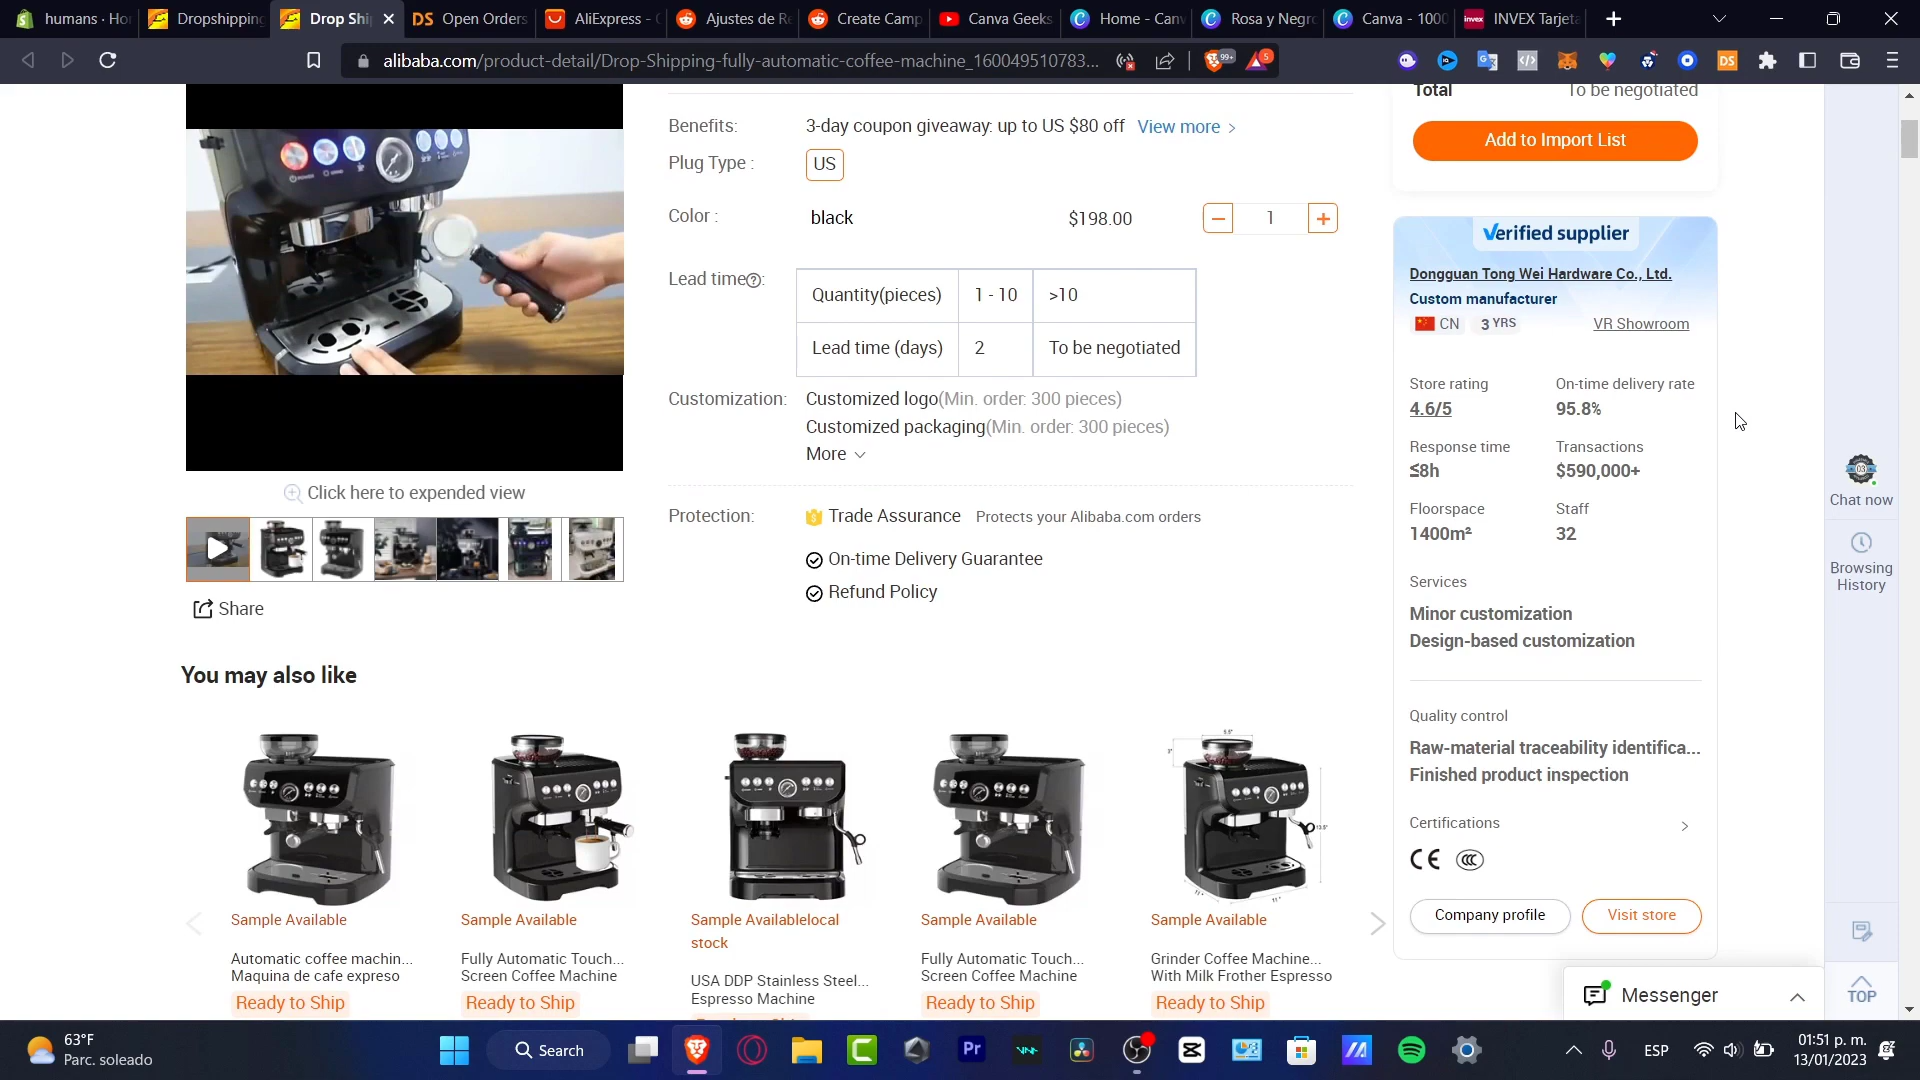 humans · Ho
Dropshipping
Drop Shi
DS Open Orders
AliExpress -
Ajustes de Re
Create Camp
Canva Geeks
Home - Canv
Rosa y Negro
Canva - 1000
invex INVEX Tarjeta
alibaba.com/product-detail/Drop-Shipping-fully-automatic-coffee-machine_160049510783...
99+
5
DS
Total To be negotiated
Add to Import List
Benefits: 3-day coupon giveaway: up to US $80 off View more >
Plug Type : US
Color : black $198.00 − 1 +
Lead time?:
Quantity(pieces) 1 - 10 >10
Lead time (days) 2 To be negotiated
Customization: Customized logo(Min. order: 300 pieces)
Customized packaging(Min. order: 300 pieces)
More
Protection: Trade Assurance Protects your Alibaba.com orders
On-time Delivery Guarantee
Refund Policy
Click here to expended view
Share
Verified supplier
Dongguan Tong Wei Hardware Co., Ltd.
Custom manufacturer
CN 3 YRS VR Showroom
Store rating On-time delivery rate
4.6/5 95.8%
Response time Transactions
≤8h $590,000+
Floorspace Staff
1400m² 32
Services
Minor customization
Design-based customization
Quality control
Raw-material traceability identifica...
Finished product inspection
Certifications
CE CCC
Company profile Visit store
03
Chat now
Browsing
History
TOP
Messenger
You may also like
Sample Available
Automatic coffee machin...
Maquina de cafe expreso
Ready to Ship
Sample Available
Fully Automatic Touch...
Screen Coffee Machine
Ready to Ship
Sample Availablelocal
stock
USA DDP Stainless Steel...
Espresso Machine
Sample Available
Fully Automatic Touch...
Screen Coffee Machine
Ready to Ship
Sample Available
Grinder Coffee Machine...
With Milk Frother Espresso
Ready to Ship
63°F
Parc. soleado
Search
Pr
ESP
01:51 p. m.
13/01/2023